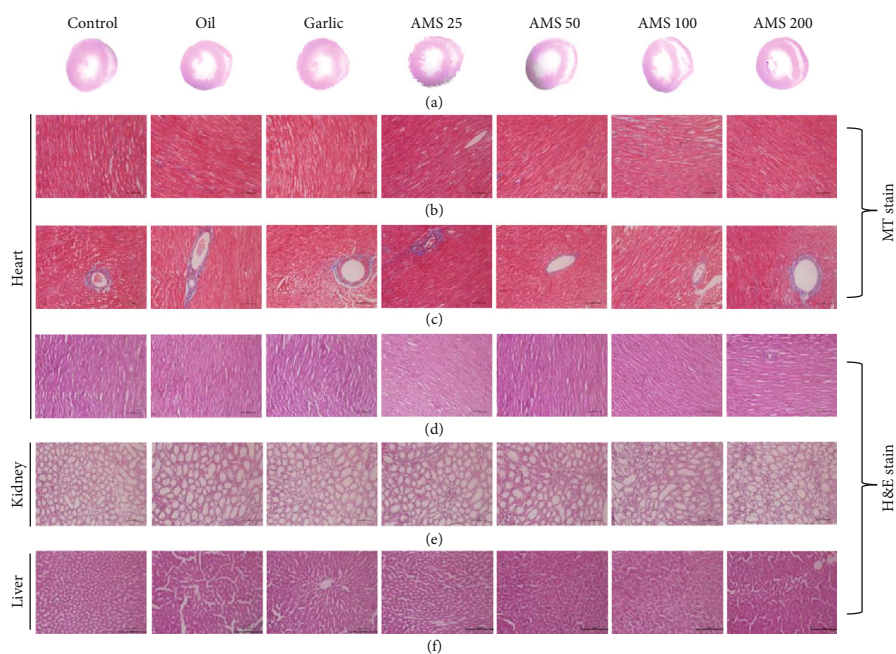 Control Oil Garlic AMS 25 AMS 50 AMS 100 AMS 200
(a)
(b)
Heart
MT stain
(c)
(d)
Kidney
(e)
H&E stain
Liver
(f)